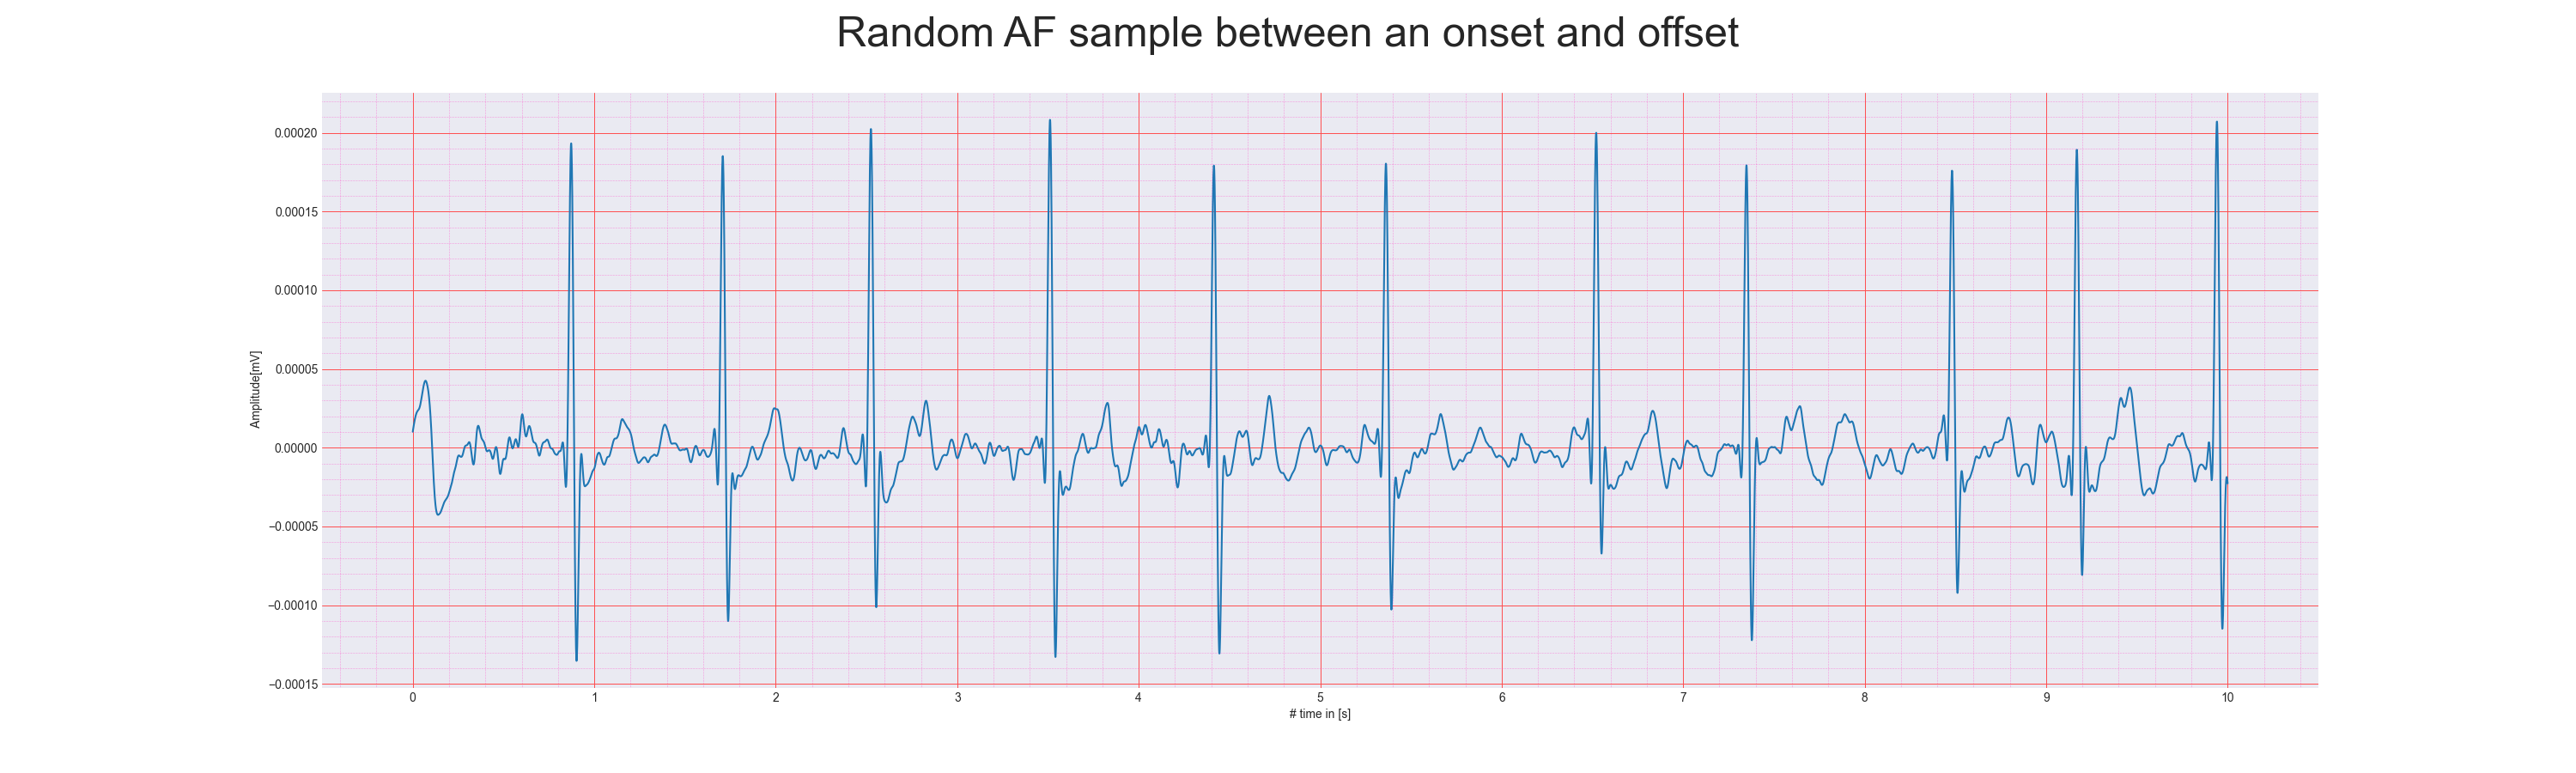 Random AF sample between an onset and offset
0.00020
0.00015
0.00010
0.00005
0.00000
−0.00005
−0.00010
−0.00015
Amplitude[mV]
0 1 2 3 4 5 6 7 8 9 10
# time in [s]